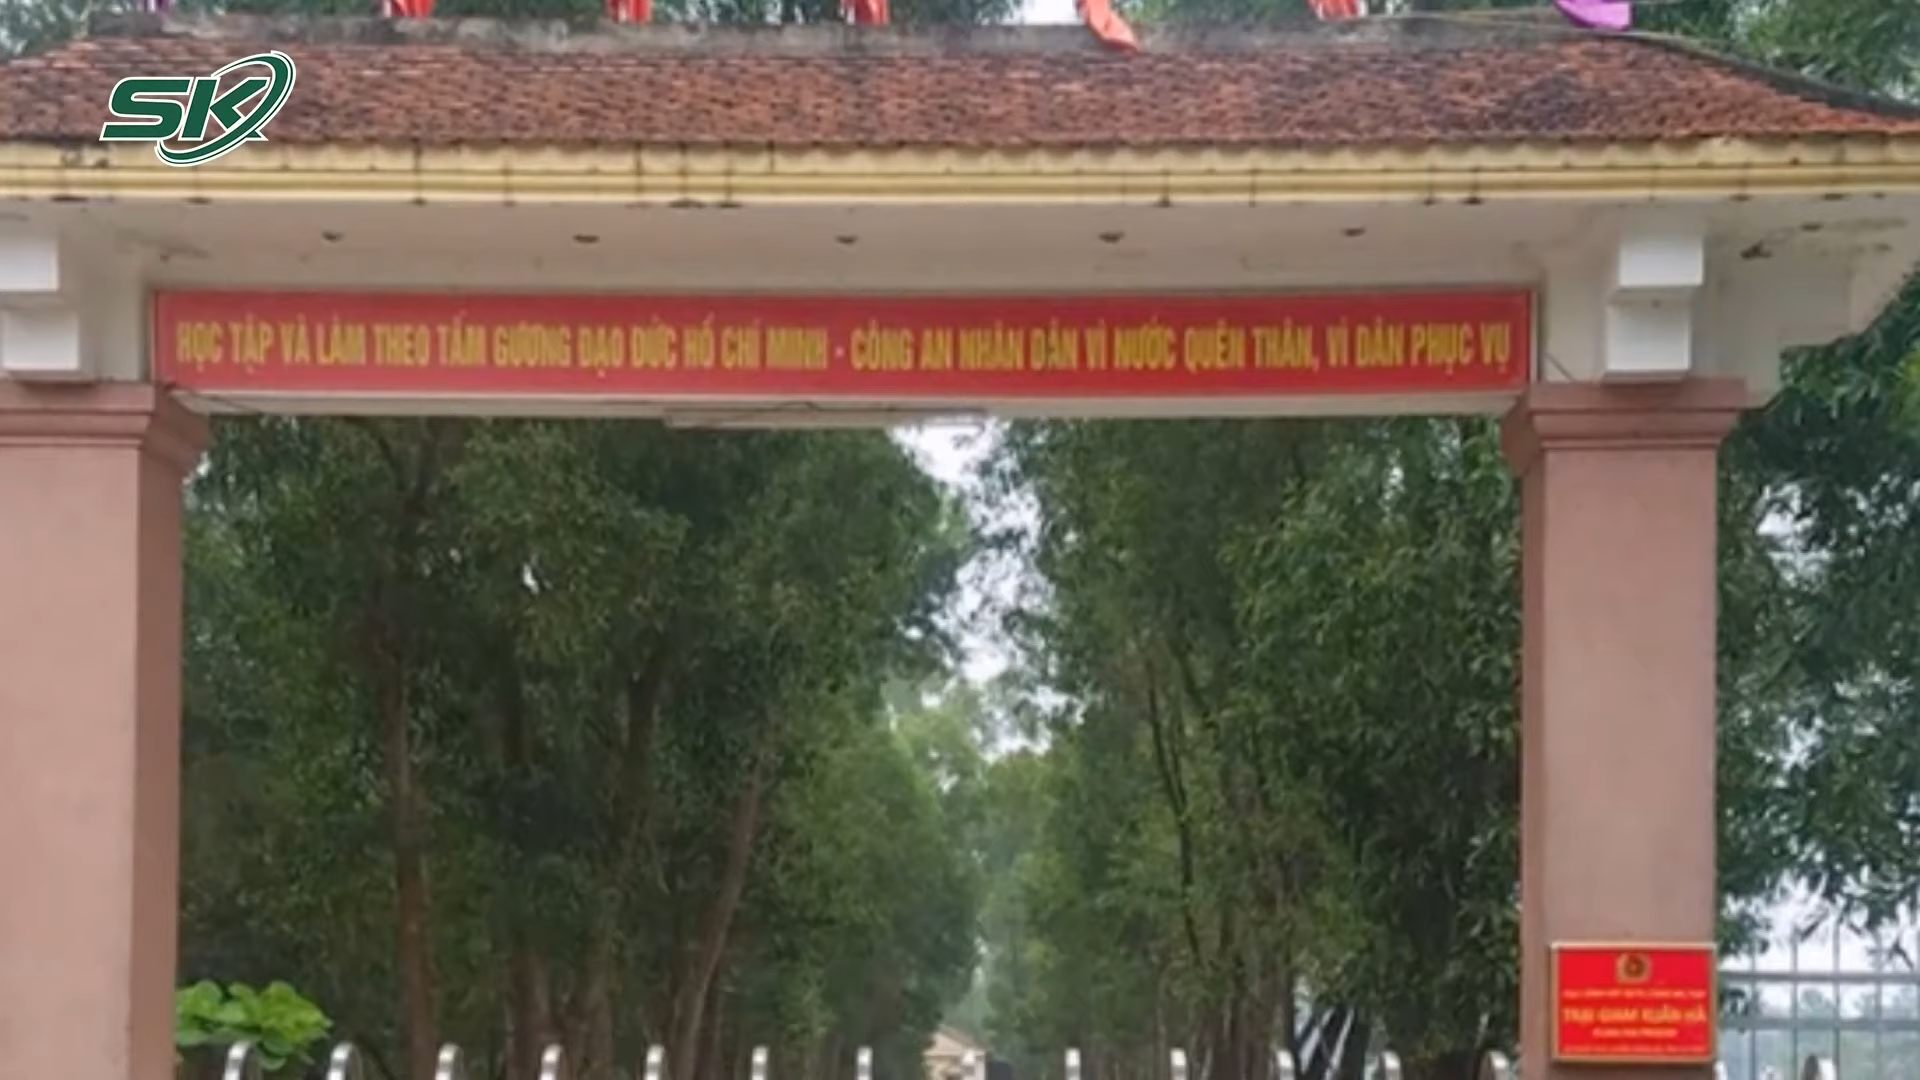 SK
HỌC TẬP VÀ LÀM THEO TẤM GƯƠNG ĐẠO ĐỨC HỒ CHÍ MINH - CÔNG AN NHÂN DÂN VÌ NƯỚC QUÊN THÂN, VÌ DÂN PHỤC VỤ
TRẠI GIAM XUÂN HÀ